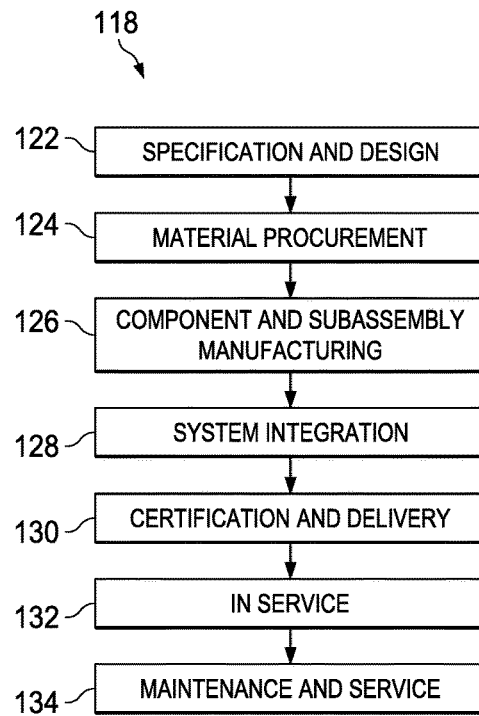 118
122
SPECIFICATION AND DESIGN
124
MATERIAL PROCUREMENT
126
COMPONENT AND SUBASSEMBLY
MANUFACTURING
128
SYSTEM INTEGRATION
130
CERTIFICATION AND DELIVERY
132
IN SERVICE
134
MAINTENANCE AND SERVICE